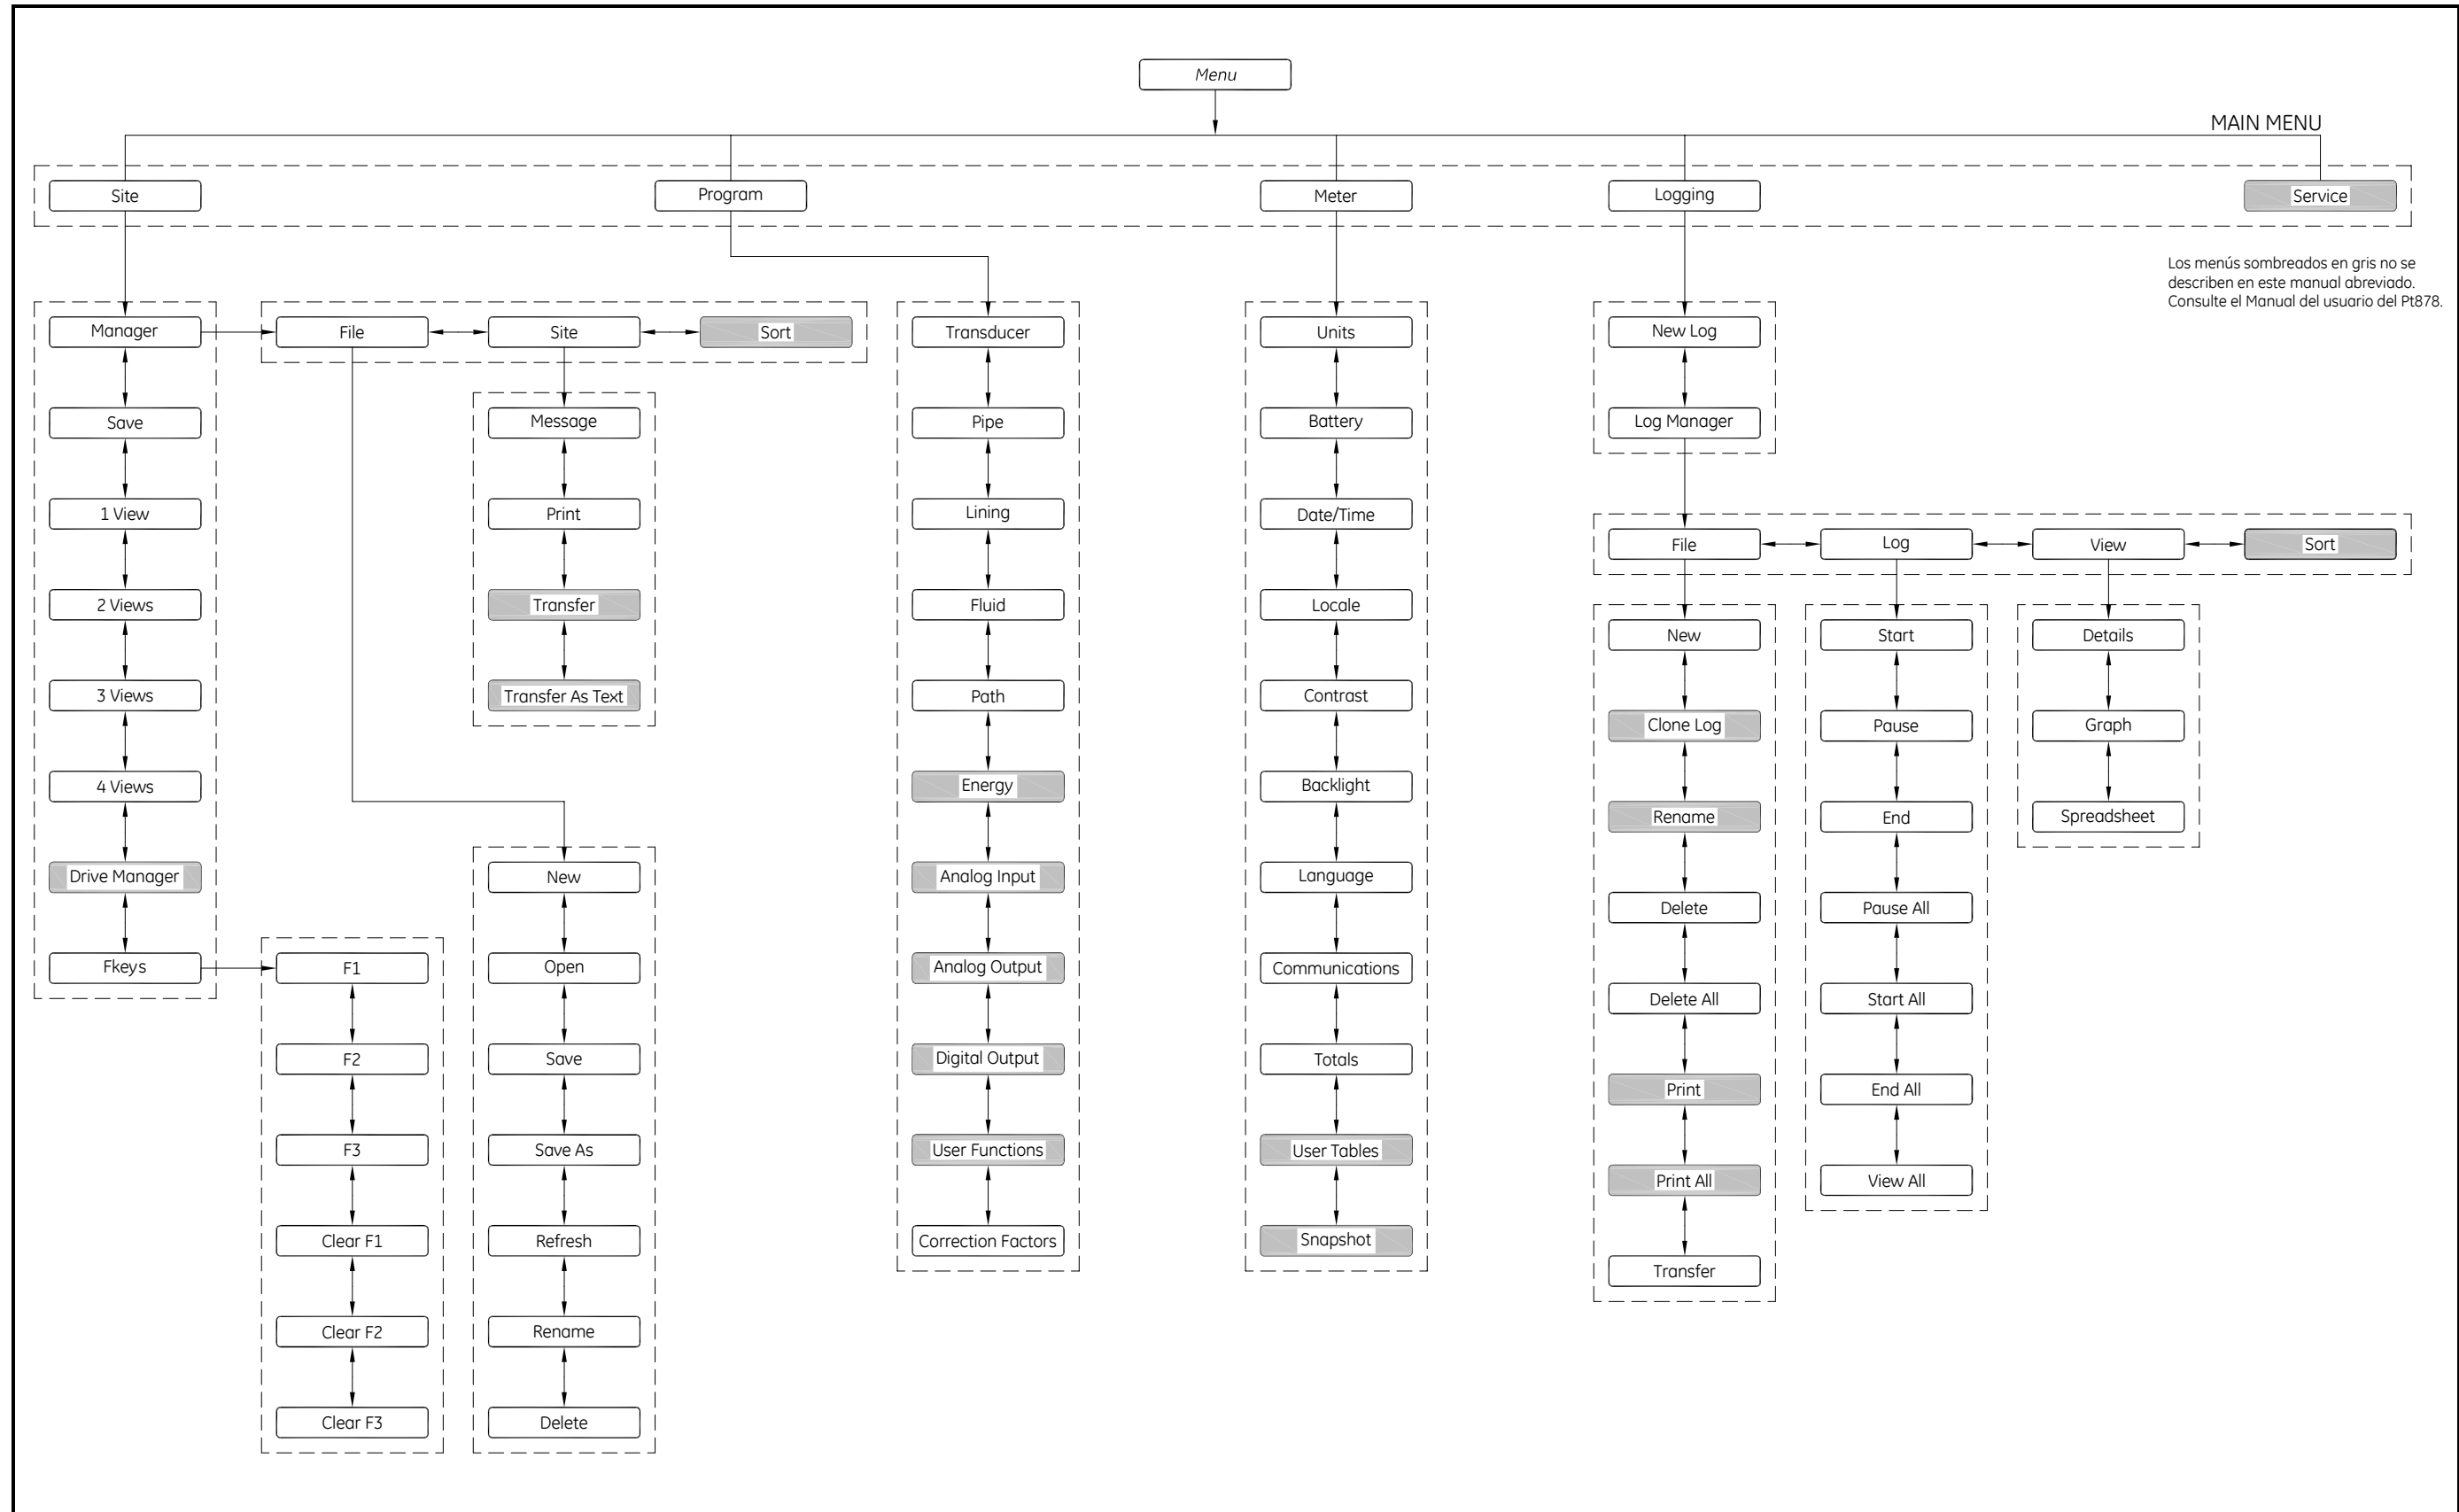 Menu
MAIN MENU
Site
Program
Meter
Logging
Service
Los menús sombreados en gris no se
describen en este manual abreviado.
Consulte el Manual del usuario del Pt878.
Manager
Save
1 View
2 Views
3 Views
4 Views
Drive Manager
Fkeys
File
Site
Sort
Message
Print
Transfer
Transfer As Text
F1
F2
F3
Clear F1
Clear F2
Clear F3
New
Open
Save
Save As
Refresh
Rename
Delete
Transducer
Pipe
Lining
Fluid
Path
Energy
Analog Input
Analog Output
Digital Output
User Functions
Correction Factors
Units
Battery
Date/Time
Locale
Contrast
Backlight
Language
Communications
Totals
User Tables
Snapshot
New Log
Log Manager
File
Log
View
Sort
New
Clone Log
Rename
Delete
Delete All
Print
Print All
Transfer
Start
Pause
End
Pause All
Start All
End All
View All
Details
Graph
Spreadsheet